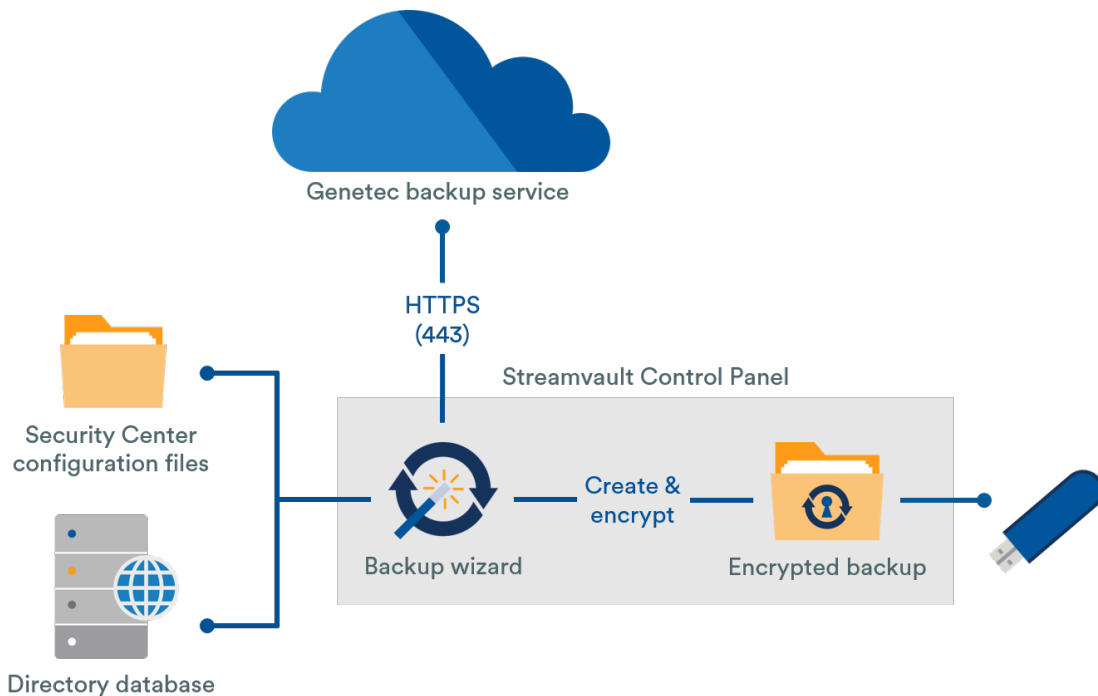 Genetec backup service
HTTPS
(443)
Streamvault Control Panel
Security Center
configuration files
Create &
encrypt
Backup wizard
Encrypted backup
Directory database